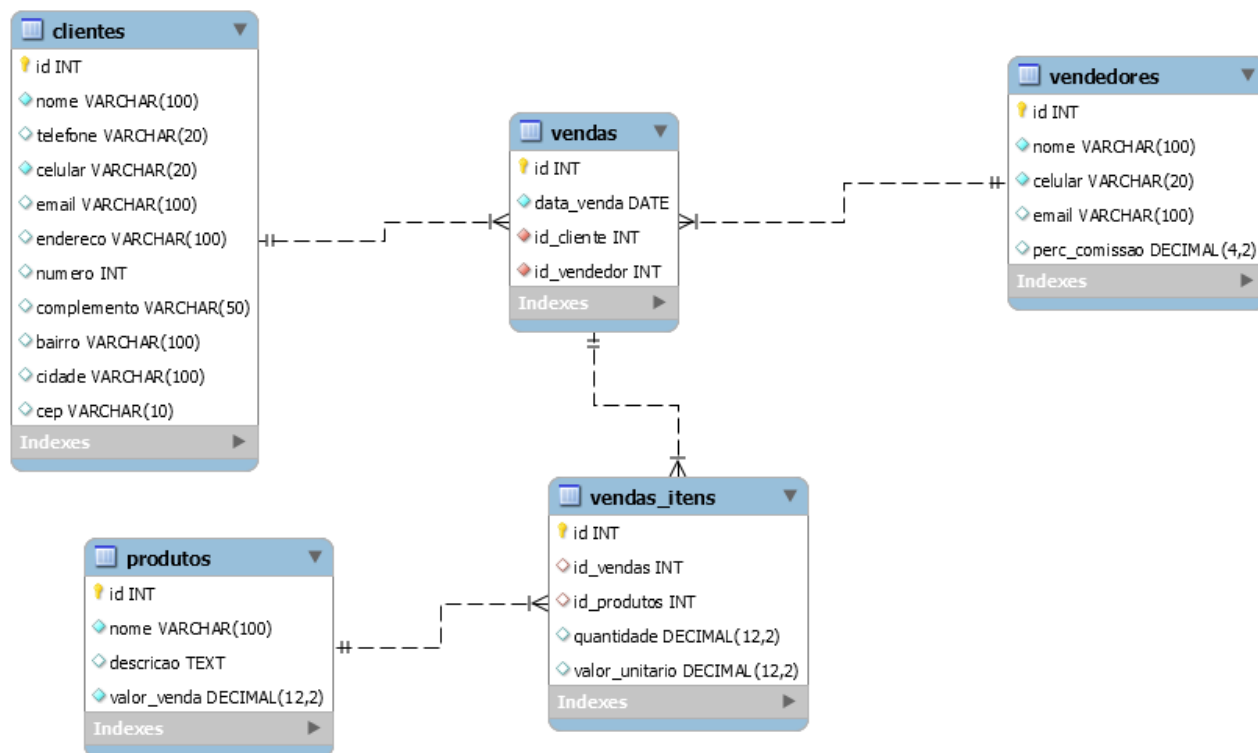 clientes
id INT
nome VARCHAR(100)
telefone VARCHAR(20)
celular VARCHAR(20)
email VARCHAR(100)
endereco VARCHAR(100)
numero INT
complemento VARCHAR(50)
bairro VARCHAR(100)
cidade VARCHAR(100)
cep VARCHAR(10)
Indexes
vendas
id INT
data_venda DATE
id_cliente INT
id_vendedor INT
Indexes
vendedores
id INT
nome VARCHAR(100)
celular VARCHAR(20)
email VARCHAR(100)
perc_comissao DECIMAL(4,2)
Indexes
produtos
id INT
nome VARCHAR(100)
descricao TEXT
valor_venda DECIMAL(12,2)
Indexes
vendas_itens
id INT
id_vendas INT
id_produtos INT
quantidade DECIMAL(12,2)
valor_unitario DECIMAL(12,2)
Indexes